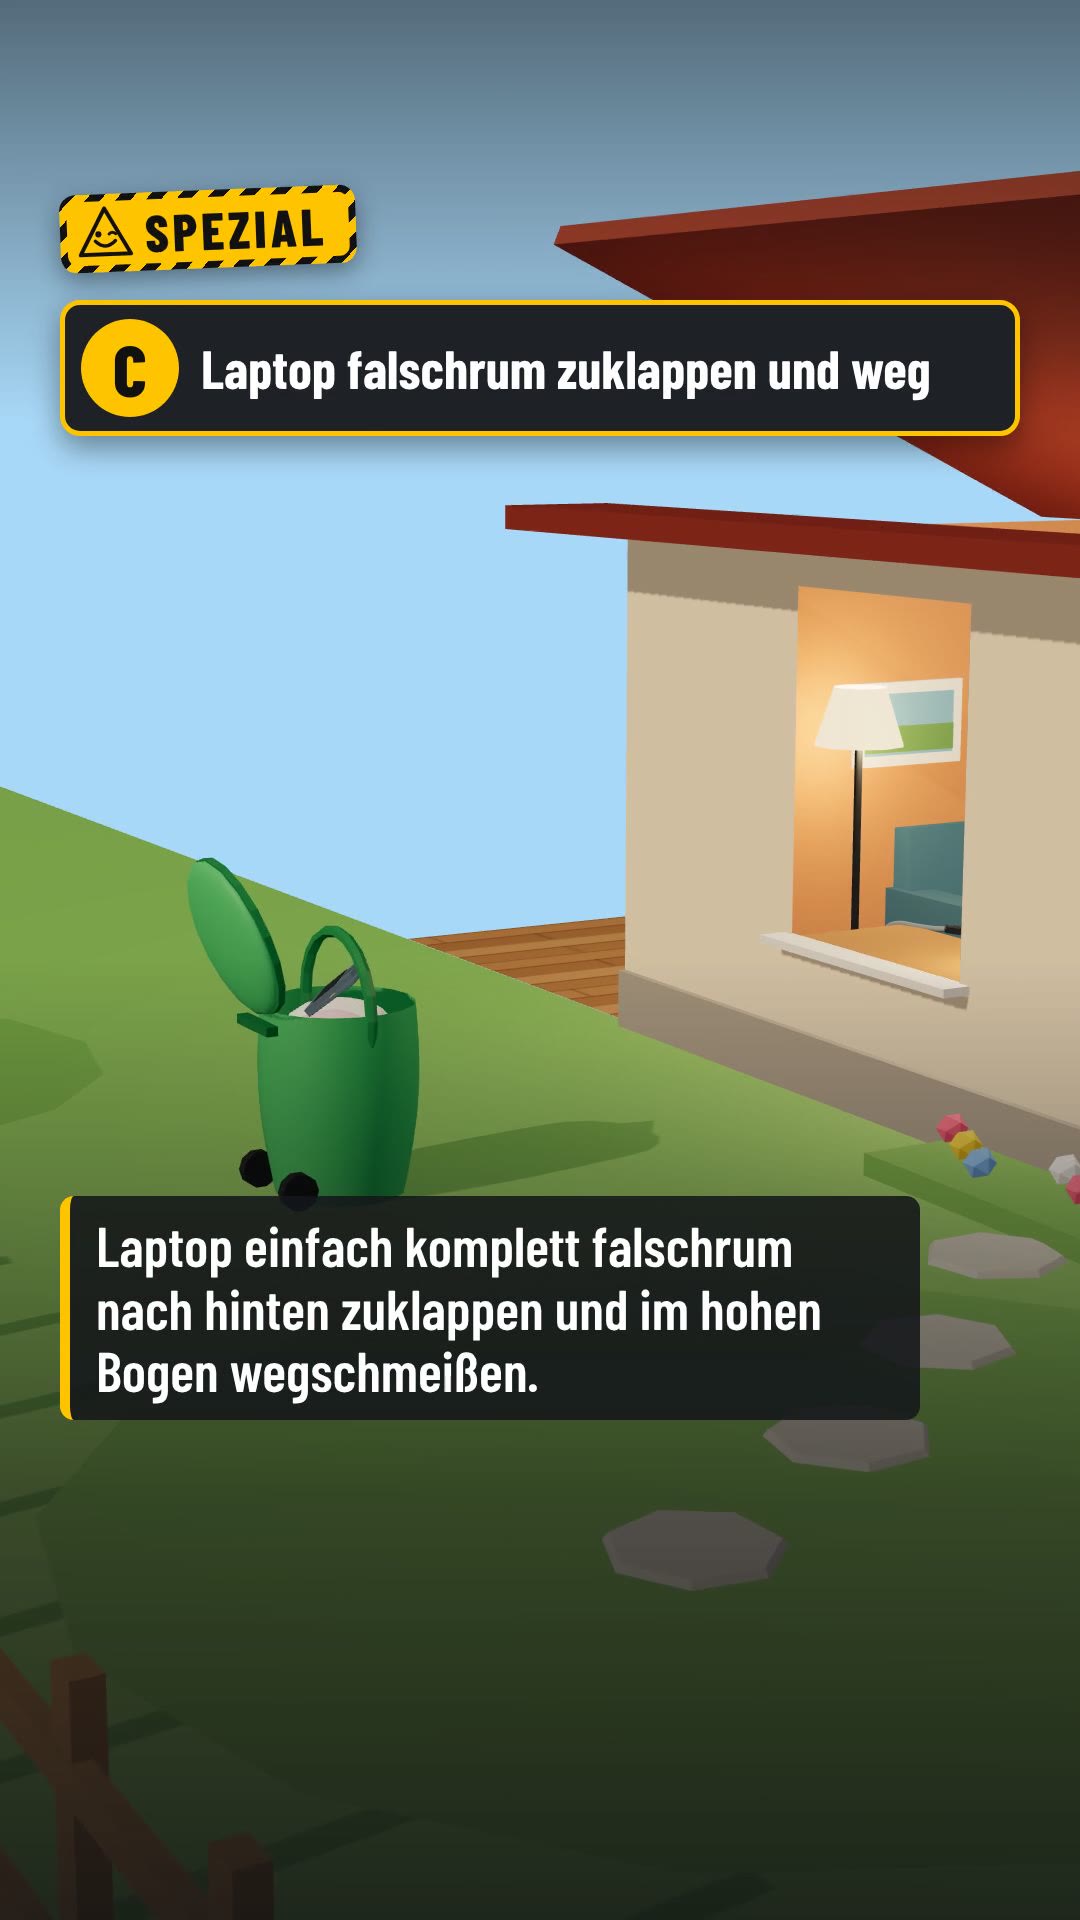 SPEZIAL
C Laptop falschrum zuklappen und weg
Laptop einfach komplett falschrum
nach hinten zuklappen und im hohen
Bogen wegschmeißen.